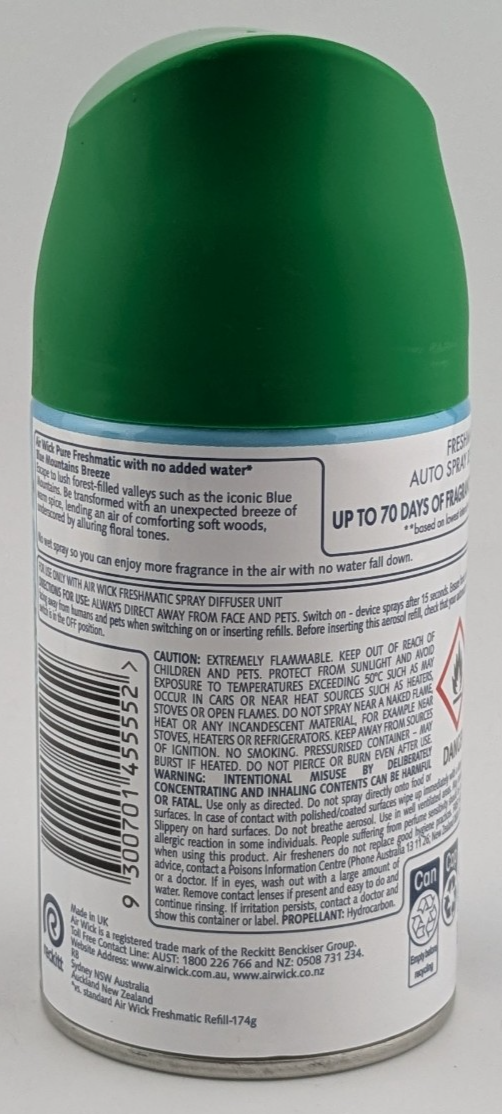 Air Wick Pure Freshmatic with no added water*
Blue Mountains Breeze
Escape to lush forest-filled valleys such as the iconic Blue
Mountains. Be transformed with an unexpected breeze of
warm spice, lending an air of comforting soft woods,
underscored by alluring floral tones.
FRESHM
AUTO SPRAY
UP TO 70 DAYS OF FRAGRAN
**based on lowest
No wet spray so you can enjoy more fragrance in the air with no water fall down.
FOR USE ONLY WITH AIR WICK FRESHMATIC SPRAY DIFFUSER UNIT
DIRECTIONS FOR USE: ALWAYS DIRECT AWAY FROM FACE AND PETS. Switch on - device sprays after 15 seconds. Ensure
away from humans and pets when switching on or inserting refills. Before inserting this aerosol refill, check that your
switch is in the OFF position.
CAUTION: EXTREMELY FLAMMABLE. KEEP OUT OF REACH OF
CHILDREN AND PETS. PROTECT FROM SUNLIGHT AND AVOID
EXPOSURE TO TEMPERATURES EXCEEDING 50°C SUCH AS MAY
OCCUR IN CARS OR NEAR HEAT SOURCES SUCH AS HEATERS,
STOVES OR OPEN FLAMES. DO NOT SPRAY NEAR A NAKED FLAME,
HEAT OR ANY INCANDESCENT MATERIAL, FOR EXAMPLE NEAR
STOVES, HEATERS OR REFRIGERATORS. KEEP AWAY FROM SOURCES
OF IGNITION. NO SMOKING. PRESSURISED CONTAINER – MAY
BURST IF HEATED. DO NOT PIERCE OR BURN EVEN AFTER USE.
WARNING: INTENTIONAL MISUSE BY DELIBERATELY
CONCENTRATING AND INHALING CONTENTS CAN BE HARMFUL
OR FATAL. Use only as directed. Do not spray directly onto food or
surfaces. In case of contact with polished/coated surfaces wipe up immediately
Slippery on hard surfaces. Do not breathe aerosol. Use in well ventilated
allergic reaction in some individuals. People suffering from perfume sensitivity
when using this product. Air fresheners do not replace good hygiene practices.
advice, contact a Poisons Information Centre (Phone Australia 13 11 26, New
or a doctor. If in eyes, wash out with a large amount of
water. Remove contact lenses if present and easy to do and
continue rinsing. If irritation persists, contact a doctor and
show this container or label. PROPELLANT: Hydrocarbon.
DANG
9 300701 455552 >
reckitt
Made in UK
Air Wick is a registered trade mark of the Reckitt Benckiser Group.
Toll Free Contact Line: AUST: 1800 226 766 and NZ: 0508 731 234.
Website Address: www.airwick.com.au, www.airwick.co.nz
RB
Sydney NSW Australia
Auckland New Zealand
*vs. standard Air Wick Freshmatic Refill-174g
Can
Empty before
recycling